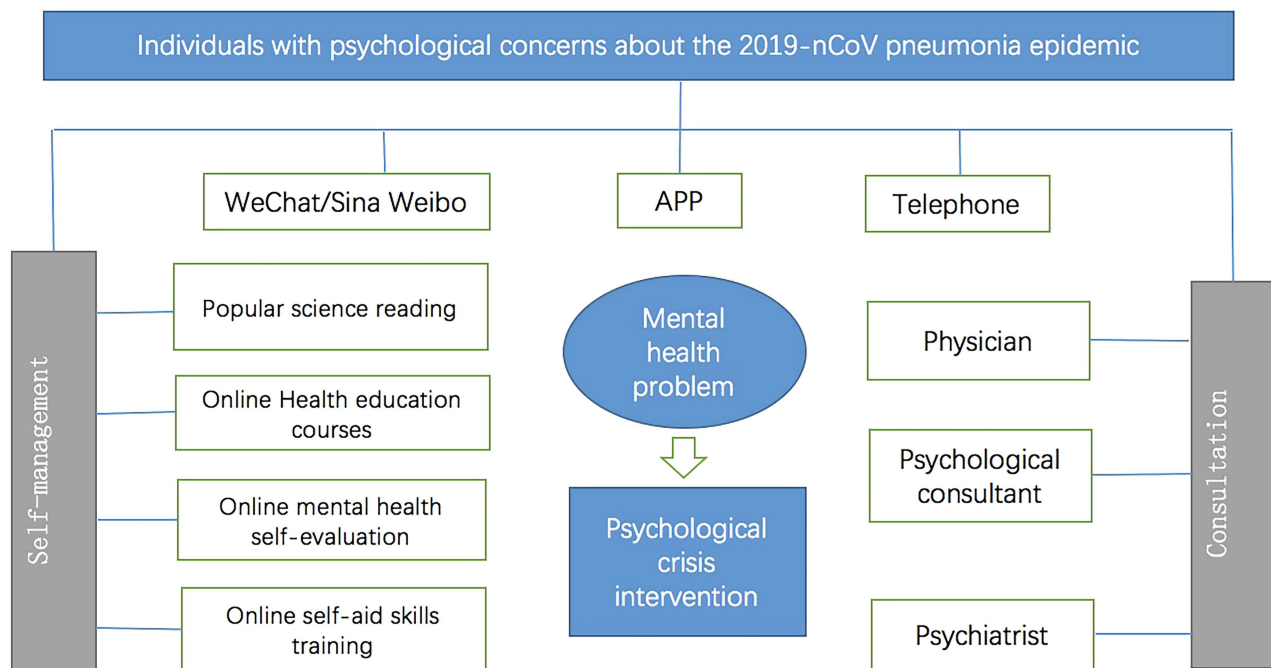 Individuals with psychological concerns about the 2019-nCoV pneumonia epidemic
WeChat/Sina Weibo
APP
Telephone
Self-management
Popular science reading
Online Health education
courses
Online mental health
self-evaluation
Online self-aid skills
training
Mental
health
problem
Psychological
crisis
intervention
Physician
Psychological
consultant
Psychiatrist
Consultation